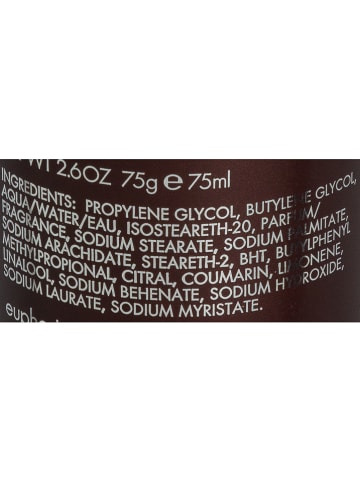 WT 2.6OZ 75g e 75ml
INGREDIENTS: PROPYLENE GLYCOL, BUTYLENE GLYCOL,
AQUA/WATER/EAU, ISOSTEARETH-20, PARFUM/
FRAGRANCE, SODIUM STEARATE, SODIUM PALMITATE,
SODIUM ARACHIDATE, STEARETH-2, BHT, BUTYLPHENYL
METHYLPROPIONAL, CITRAL, COUMARIN, LIMONENE,
LINALOOL, SODIUM BEHENATE, SODIUM HYDROXIDE,
SODIUM LAURATE, SODIUM MYRISTATE.